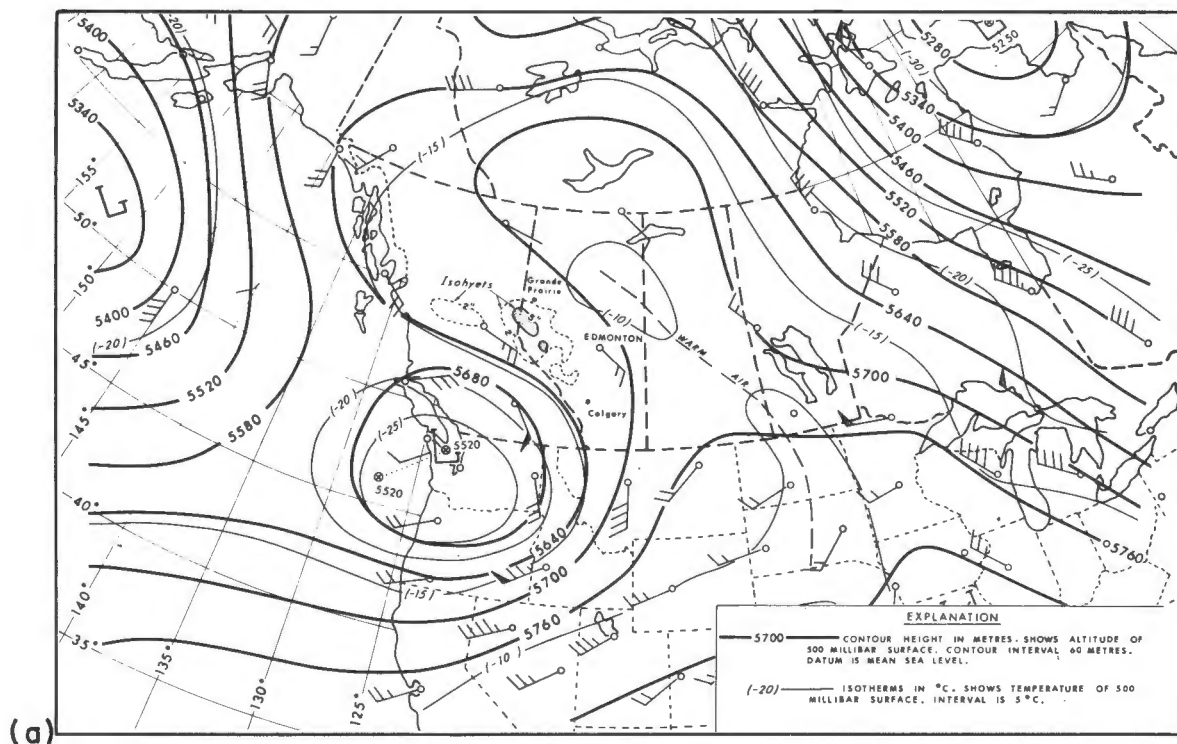 5400
(-20)
5250
5280
(-30)
5340
5340
5400
(-15)
155°
5460
L
50°
5520
5580
(-25)
150°
(-20)
Isohyets
Grande
Prairie
2"
5"
(-10)
5400
EDMONTON
WARM
5640
(-15)
(-20)
5460
AIR
5700
45°
5680
Calgary
5520
(-20)
145°
(-25)
5580
L
5520
5520
40°
5640
5760
5700
(-15)
140°
5760
35°
(-10)
135°
130°
125°
EXPLANATION
5700 CONTOUR HEIGHT IN METRES. SHOWS ALTITUDE OF
500 MILLIBAR SURFACE. CONTOUR INTERVAL 60 METRES.
DATUM IS MEAN SEA LEVEL.
(-20) ISOTHERMS IN °C. SHOWS TEMPERATURE OF 500
MILLIBAR SURFACE. INTERVAL IS 5°C.
(a)